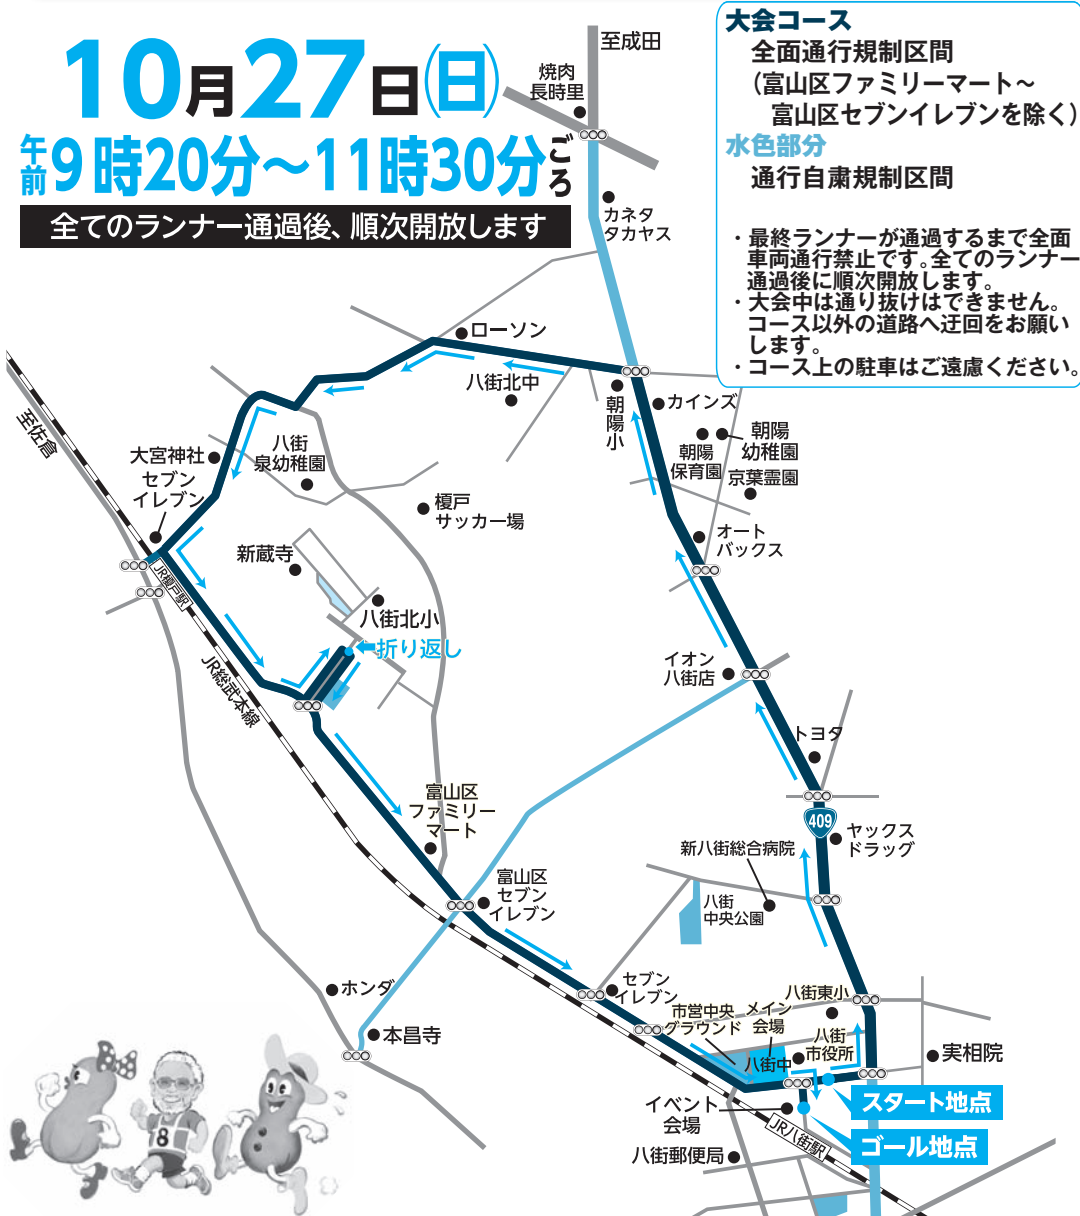 10月27日(日)
午前9時20分～11時30分ごろ
全てのランナー通過後、順次開放します
大会コース
全面通行規制区間
（富山区ファミリーマート～
富山区セブンイレブンを除く）
水色部分
通行自粛規制区間
・最終ランナーが通過するまで全面
車両通行禁止です。全てのランナー
通過後に順次開放します。
・大会中は通り抜けはできません。
コース以外の道路へ迂回をお願い
します。
・コース上の駐車はご遠慮ください。
至成田
焼肉
長時里
カネタ
タカヤス
ローソン
八街北中
朝陽小
カインズ
朝陽
保育園
朝陽
幼稚園
京葉霊園
オート
バックス
至佐倉
大宮神社
セブン
イレブン
八街
泉幼稚園
榎戸
サッカー場
新蔵寺
JR榎戸駅
八街北小
折り返し
JR総武本線
イオン
八街店
トヨタ
409
ヤックス
ドラッグ
富山区
ファミリー
マート
新八街総合病院
八街
中央公園
富山区
セブン
イレブン
ホンダ
本昌寺
セブン
イレブン
市営中央
グラウンド
メイン
会場
八街東小
八街
市役所
八街中
実相院
スタート地点
イベント
会場
ゴール地点
JR八街駅
八街郵便局
8